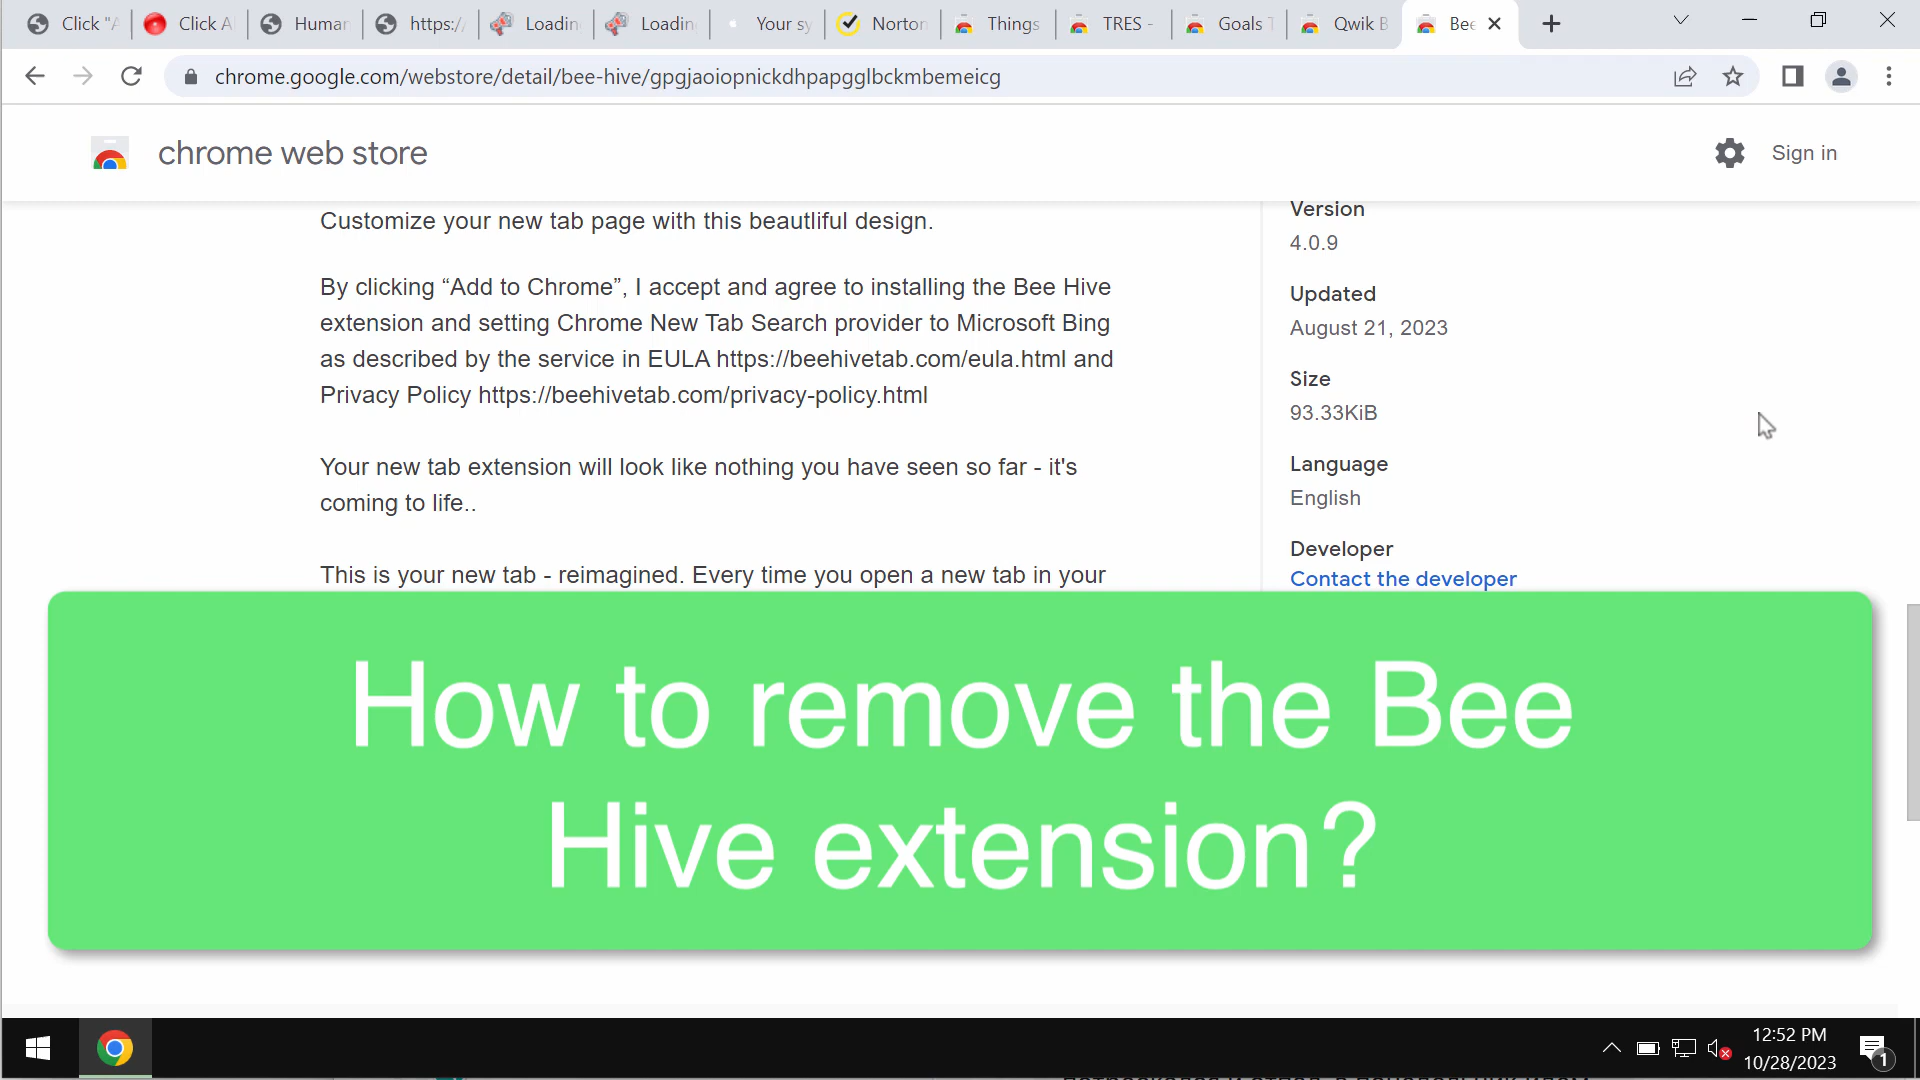 Click "A
Click Al
Human
https:/
Loadin
Loadin
Your sy
Norton
Things
TRES -
Goals T
Qwik B
Bee
chrome.google.com/webstore/detail/bee-hive/gpgjaoiopnickdhpapgglbckmbemeicg
chrome web store
Sign in
Customize your new tab page with this beautliful design.
By clicking “Add to Chrome”, I accept and agree to installing the Bee Hive
extension and setting Chrome New Tab Search provider to Microsoft Bing
as described by the service in EULA https://beehivetab.com/eula.html and
Privacy Policy https://beehivetab.com/privacy-policy.html
Your new tab extension will look like nothing you have seen so far - it's
coming to life..
This is your new tab - reimagined. Every time you open a new tab in your
Version
4.0.9
Updated
August 21, 2023
Size
93.33KiB
Language
English
Developer
Contact the developer
How to remove the Bee
Hive extension?
12:52 PM
10/28/2023
1